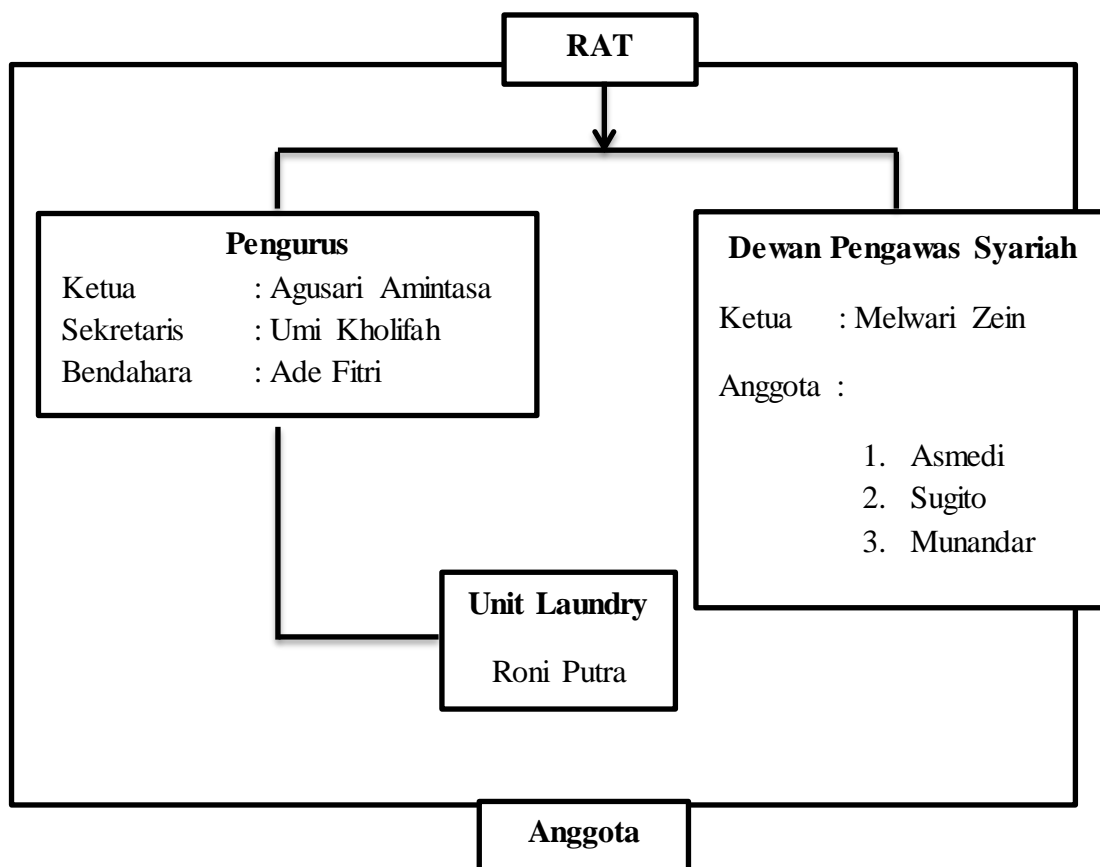 RAT
Pengurus
Ketua : Agusari Amintasa
Sekretaris : Umi Kholifah
Bendahara : Ade Fitri
Dewan Pengawas Syariah
Ketua : Melwari Zein
Anggota :
1. Asmedi
2. Sugito
3. Munandar
Unit Laundry
Roni Putra
Anggota